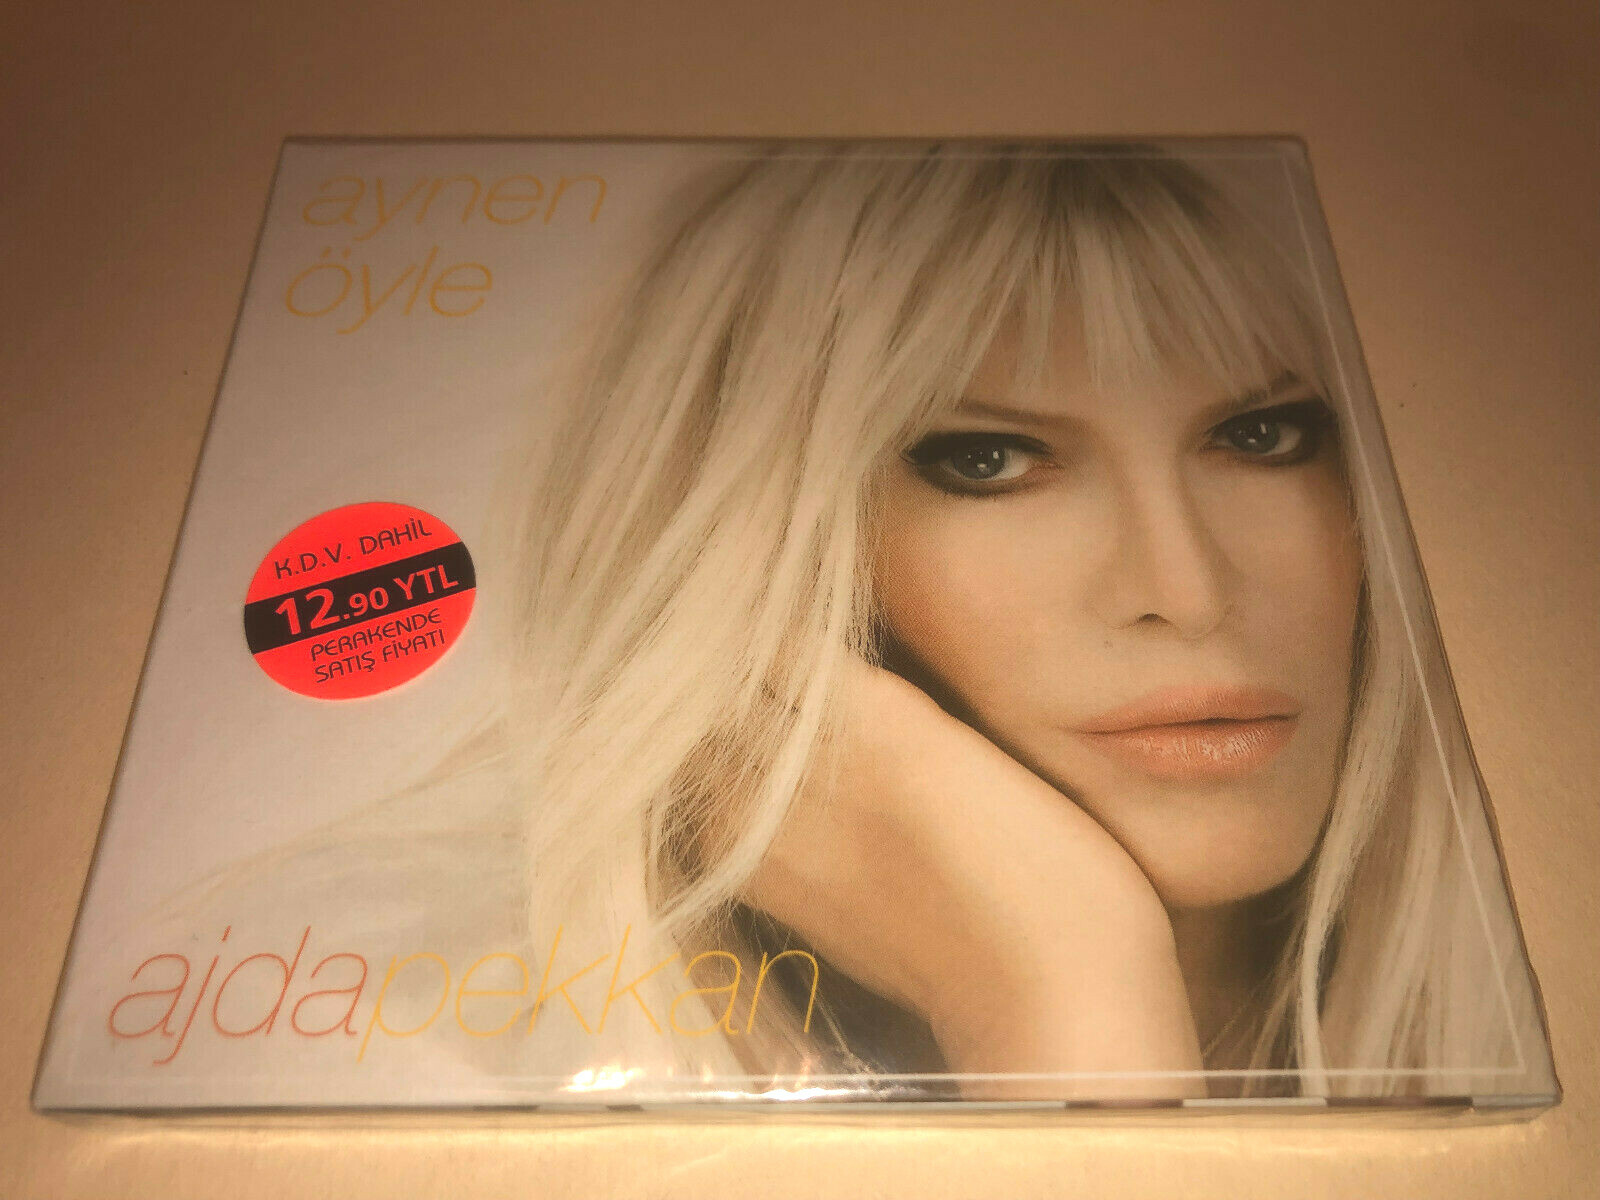 aynen
öyle
K.D.V. DAHİL
12.90 YTL
PERAKENDE
SATIŞ FİYATI
ajdapekkan